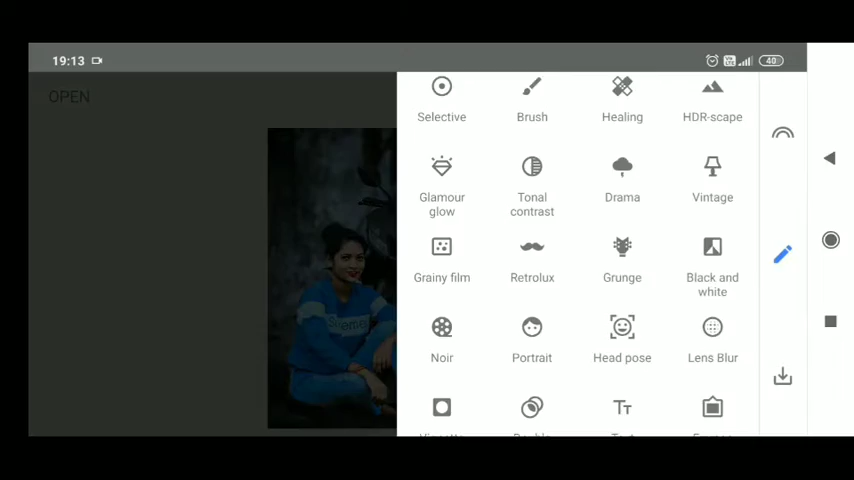 19:13
40
OPEN
Selective
Brush
Healing
HDR-scape
Glamour
glow
Tonal
contrast
Drama
Vintage
Grainy film
Retrolux
Grunge
Black and
white
Noir
Portrait
Head pose
Lens Blur